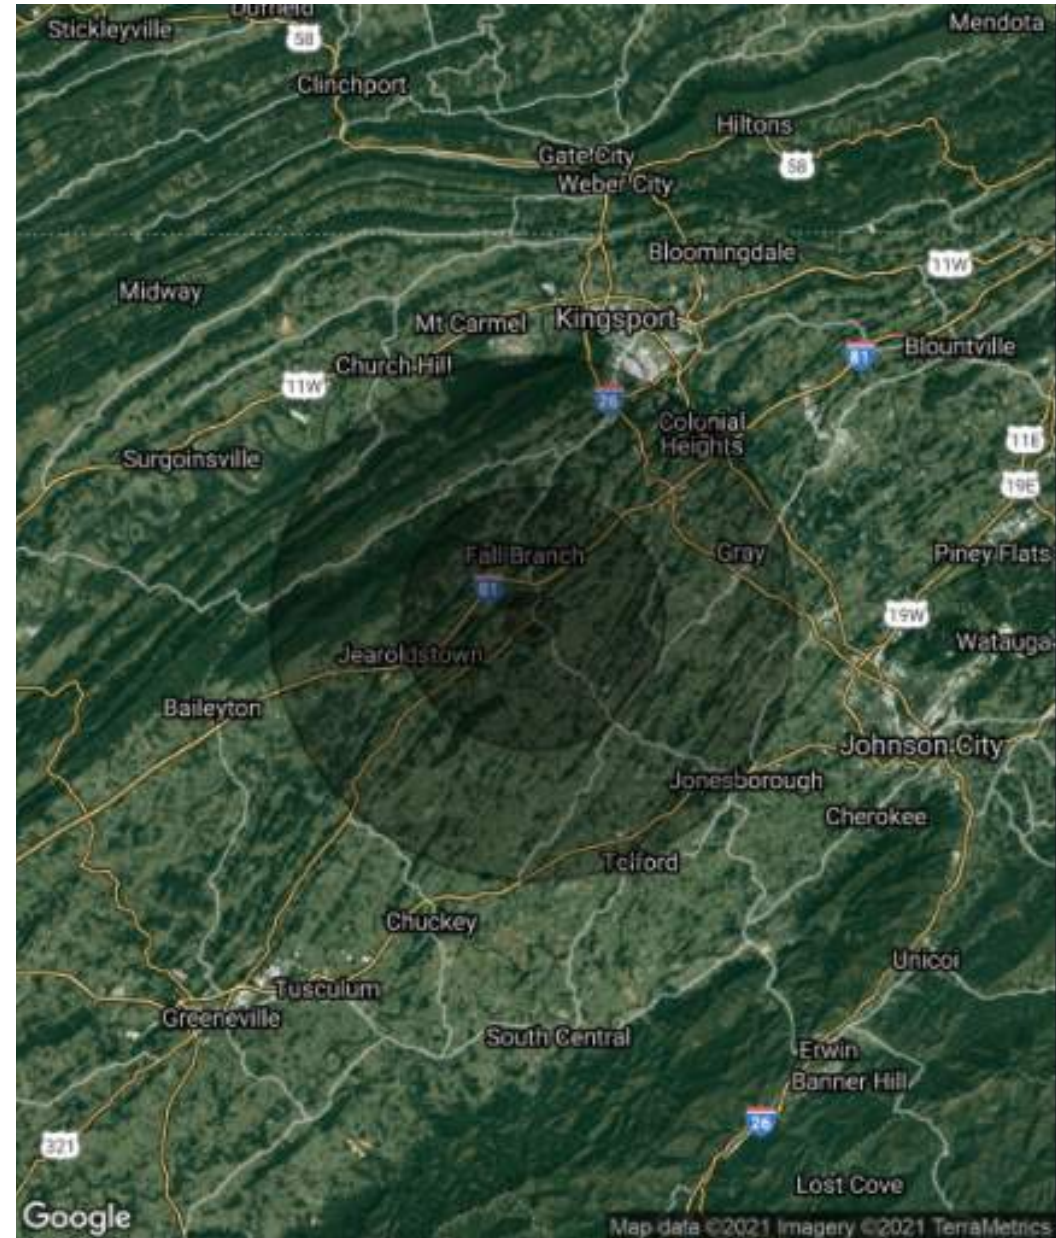 Duffield
Stickleyville
58
Mendota
Clinchport
Hiltons
Gate City
58
Weber City
Bloomingdale
11W
Midway
Mt Carmel
Kingsport
Blountville
81
Church Hill
11W
26
Colonial
Heights
11E
Surgoinsville
19E
Fall Branch
Gray
Piney Flats
81
19W
Watauga
Jearoldstown
Baileyton
Johnson City
Jonesborough
Cherokee
Telford
Chuckey
Unicoi
Tusculum
Greeneville
South Central
Erwin
Banner Hill
26
321
Lost Cove
Google
Map data ©2021 Imagery ©2021 TerraMetrics